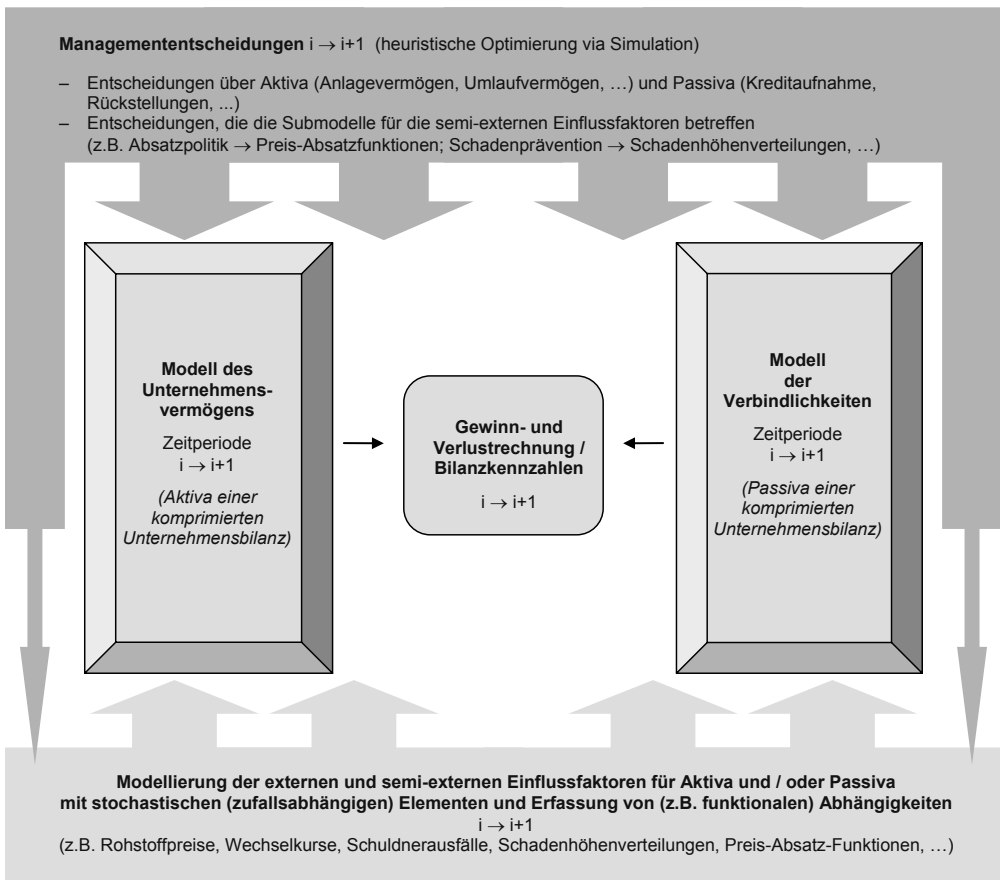 Managemententscheidungen i → i+1 (heuristische Optimierung via Simulation)
– Entscheidungen über Aktiva (Anlagevermögen, Umlaufvermögen, …) und Passiva (Kreditaufnahme,
Rückstellungen, ...)
– Entscheidungen, die die Submodelle für die semi-externen Einflussfaktoren betreffen
(z.B. Absatzpolitik → Preis-Absatzfunktionen; Schadenprävention → Schadenhöhenverteilungen, …)
Modell des
Unternehmens-
vermögens
Zeitperiode
i → i+1
(Aktiva einer
komprimierten
Unternehmensbilanz)
Gewinn- und
Verlustrechnung /
Bilanzkennzahlen
i → i+1
Modell
der
Verbindlichkeiten
Zeitperiode
i → i+1
(Passiva einer
komprimierten
Unternehmensbilanz)
Modellierung der externen und semi-externen Einflussfaktoren für Aktiva und / oder Passiva
mit stochastischen (zufallsabhängigen) Elementen und Erfassung von (z.B. funktionalen) Abhängigkeiten
i → i+1
(z.B. Rohstoffpreise, Wechselkurse, Schuldnerausfälle, Schadenhöhenverteilungen, Preis-Absatz-Funktionen, …)